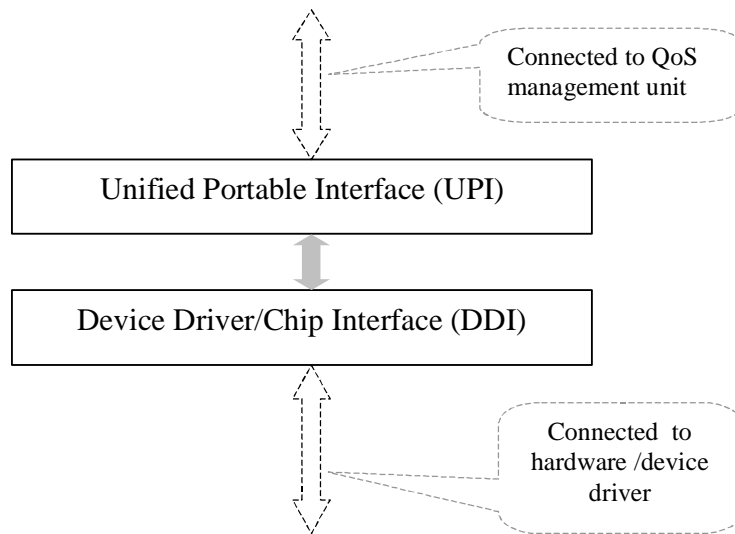 Connected to QoS
management unit
Unified Portable Interface (UPI)
Device Driver/Chip Interface (DDI)
Connected to
hardware /device
driver